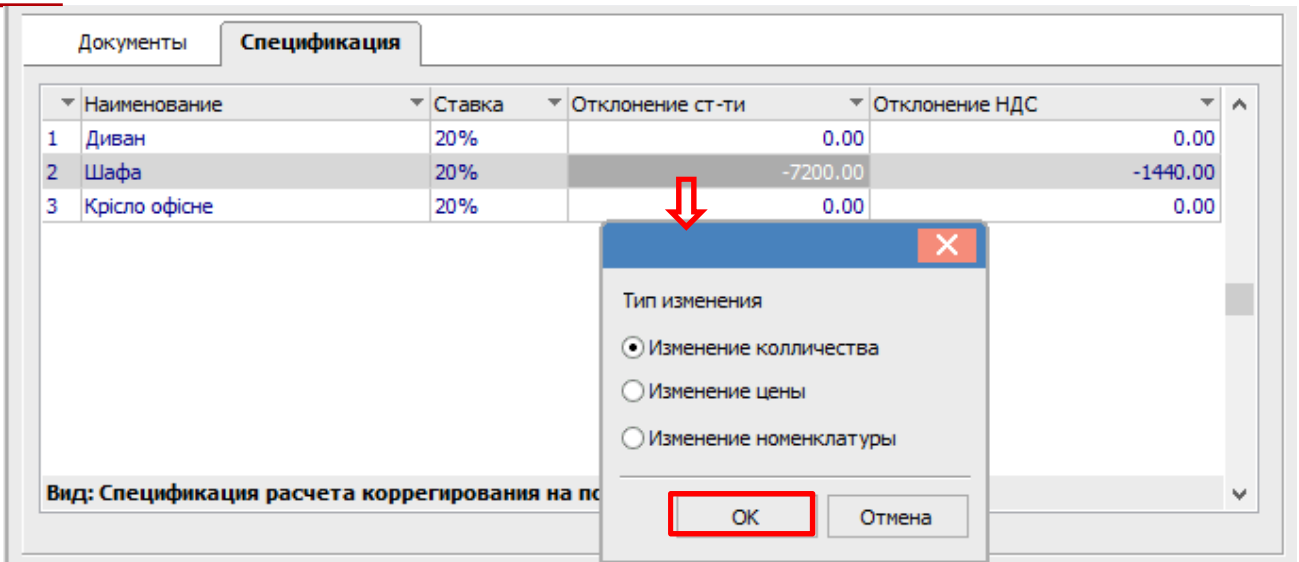 Документы Спецификация
Наименование Ставка Отклонение ст-ти Отклонение НДС
1 Диван 20% 0.00 0.00
2 Шафа 20% -7200.00 -1440.00
3 Крісло офісне 20% 0.00 0.00
Тип изменения
Изменение колличества
Изменение цены
Изменение номенклатуры
Вид: Спецификация расчета коррегирования на по
OK Отмена